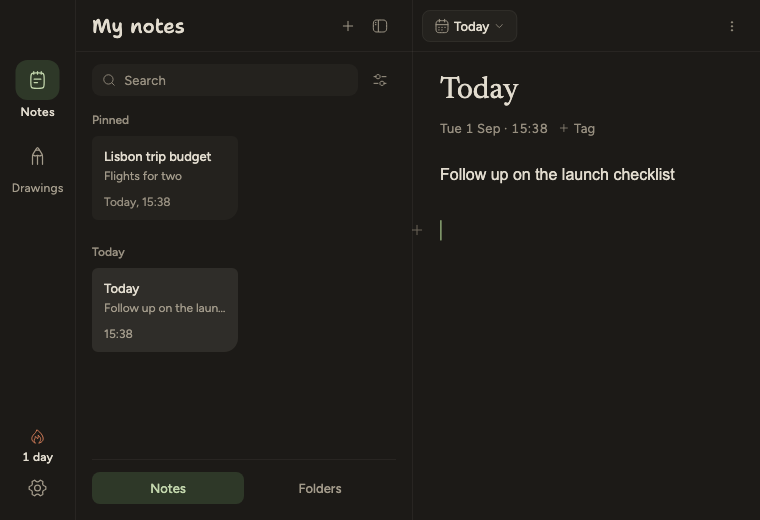 Notes
Drawings
1 day
My notes
Search
Pinned
Lisbon trip budget
Flights for two
Today, 15:38
Today
Today
Follow up on the laun...
15:38
Notes
Folders
Today
Today
Tue 1 Sep · 15:38 + Tag
Follow up on the launch checklist